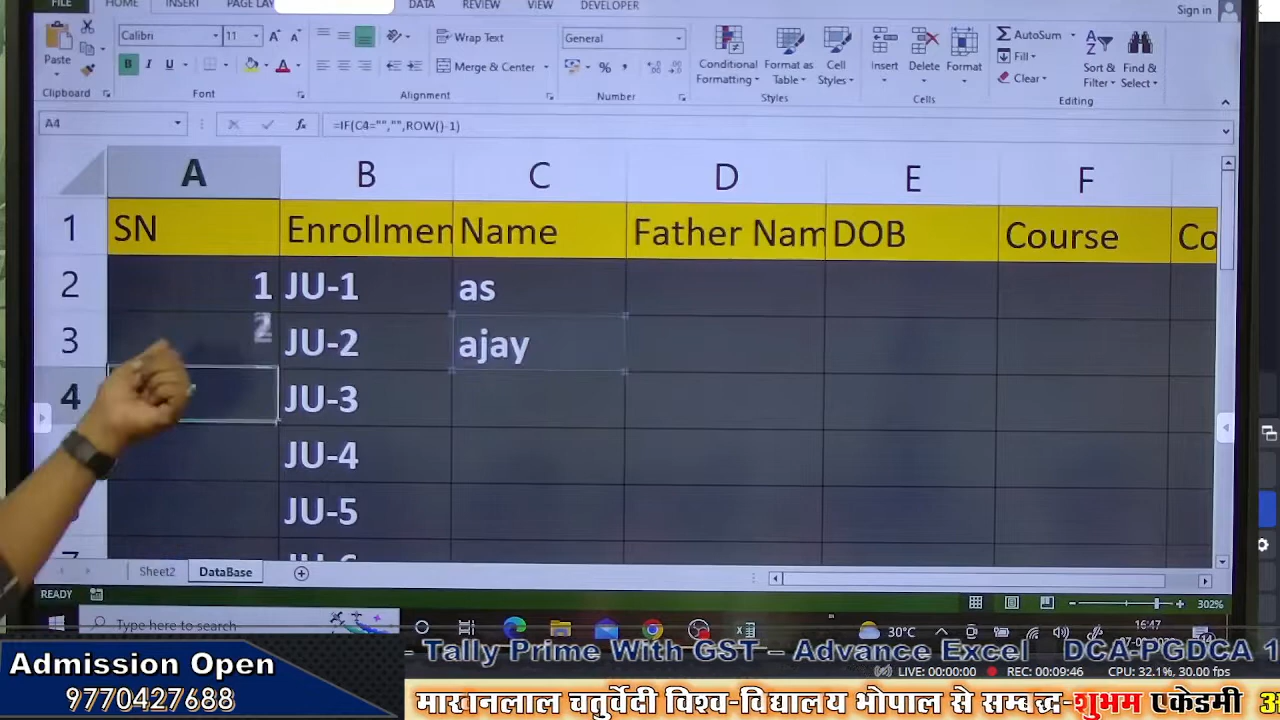 FILE HOME INSERT PAGE LAY DATA REVIEW VIEW DEVELOPER Sign in
Calibri 11 Wrap Text General AutoSum
Paste B I U Merge & Center % Conditional Formatting Format as Table Cell Styles Insert Delete Format Fill Clear Sort & Filter Find & Select
Clipboard Font Alignment Number Styles Cells Editing
A4 fx =IF(C4="","",ROW()-1)
A B C D E F
1 SN Enrollmen Name Father Nam DOB Course Co
2 1 JU-1 as
3 2 JU-2 ajay
4 JU-3
JU-4
JU-5
Sheet2 DataBase
READY 302%
Type here to search 30°C 16:47
Admission Open
9770427688
- Tally Prime With GST – Advance Excel DCA-PGDCA 1
LIVE: 00:00:00 REC: 00:09:46 CPU: 32.1%, 30.00 fps
चतुर्वेदी विश्व-विद्यालय भोपाल से सम्बद्ध-शुभम एकेडमी